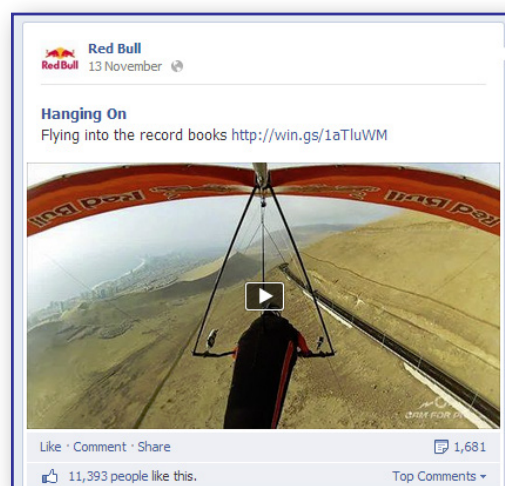 Red Bull
Red Bull
13 November
Hanging On
Flying into the record books http://win.gs/1aTluWM
Red Bull
Red Bull
Like · Comment · Share
1,681
11,393 people like this.
Top Comments